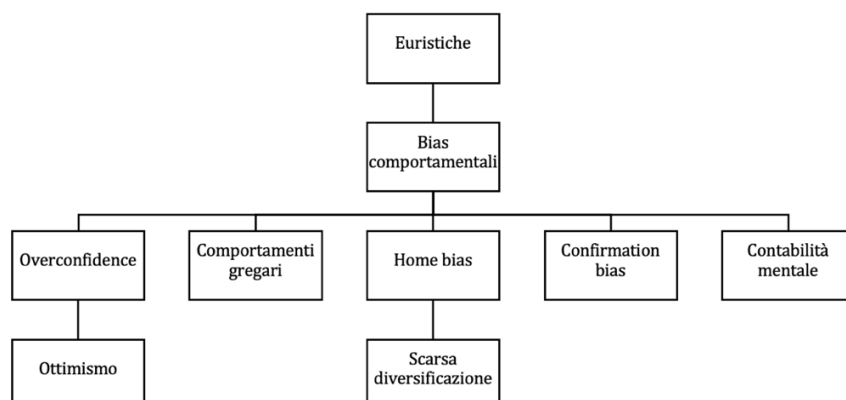 Euristiche
Bias
comportamentali
Overconfidence
Comportamenti
gregari
Home bias
Confirmation
bias
Contabilità
mentale
Ottimismo
Scarsa
diversificazione